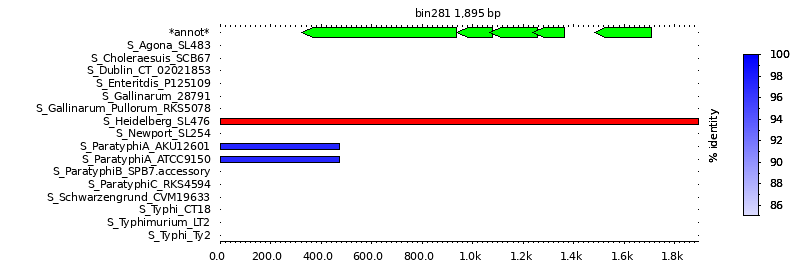 bin281 1,895 bp
*annot*
S_Agona_SL483
S_Choleraesuis_SCB67
S_Dublin_CT_02021853
S_Enteritidis_P125109
S_Gallinarum_28791
S_Gallinarum_Pullorum_RKS5078
S_Heidelberg_SL476
S_Newport_SL254
S_ParatyphiA_AKU12601
S_ParatyphiA_ATCC9150
S_ParatyphiB_SPB7.accessory
S_ParatyphiC_RKS4594
S_Schwarzengrund_CVM19633
S_Typhi_CT18
S_Typhimurium_LT2
S_Typhi_Ty2
0.0 200.0 400.0 600.0 800.0 1.0k 1.2k 1.4k 1.6k 1.8k
% identity
100
98
96
94
92
90
88
86